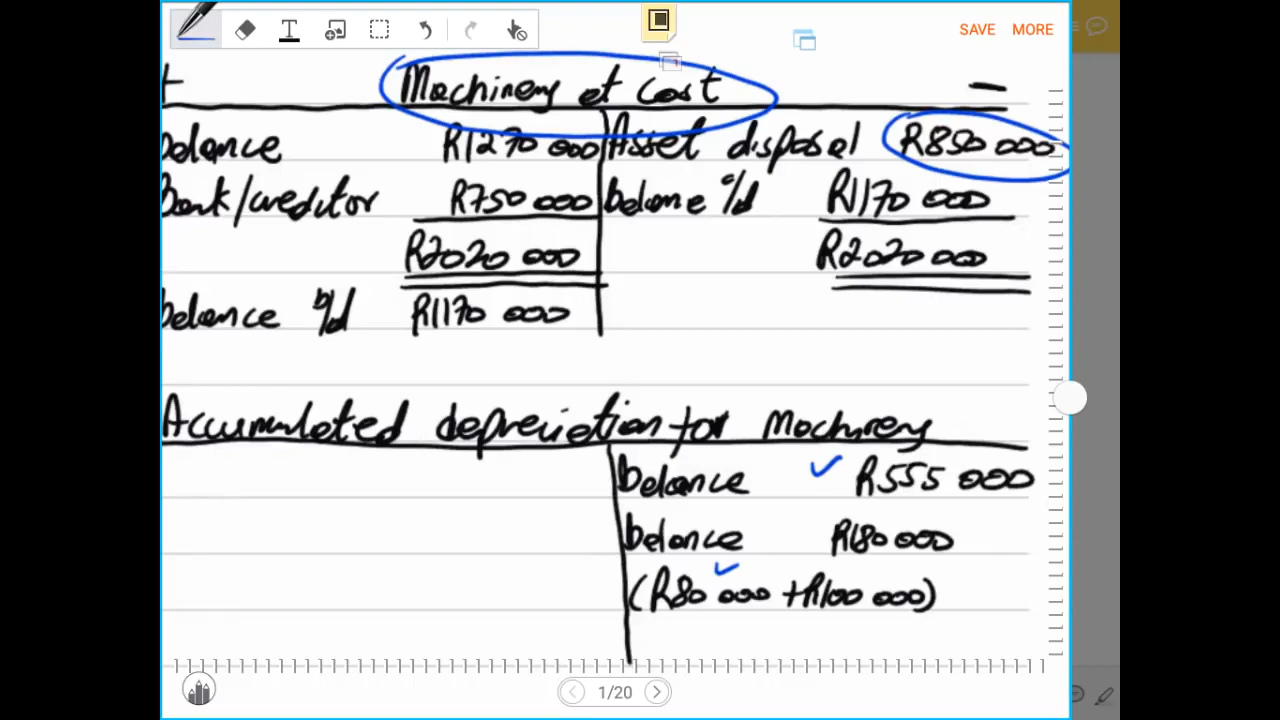 SAVE MORE
Machinery at cost
balance R1270 000 Asset disposal R850 000
Bank/creditor R750 000 balance c/d R1170 000
R2020 000 R2020 000
balance b/d R1170 000
Accumulated depreciation for Machinery
balance R555 000
balance R180 000
(R80 000 + R100 000)
1/20